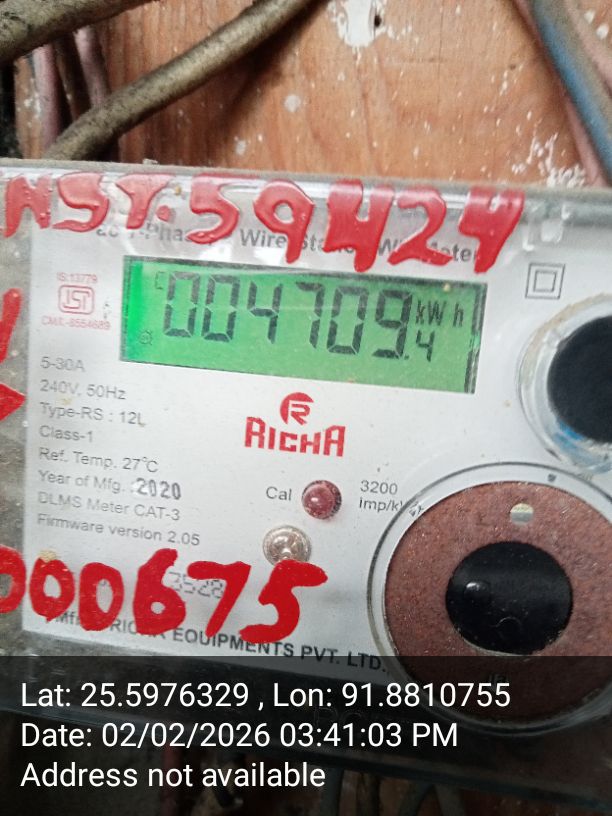 NST.59424
Wire
IS:13779
ISI
CM/L-8554689
C 004709.4 kWh
5-30A
240V, 50Hz
Type-RS : 12L
Class-1
Ref. Temp. 27°C
Year of Mfg. :2020
DLMS Meter CAT-3
Firmware version 2.05
R
RICHA
Cal
3200
imp/k
000675
EQUIPMENTS PVT. LTD.
Lat: 25.5976329 , Lon: 91.8810755
Date: 02/02/2026 03:41:03 PM
Address not available